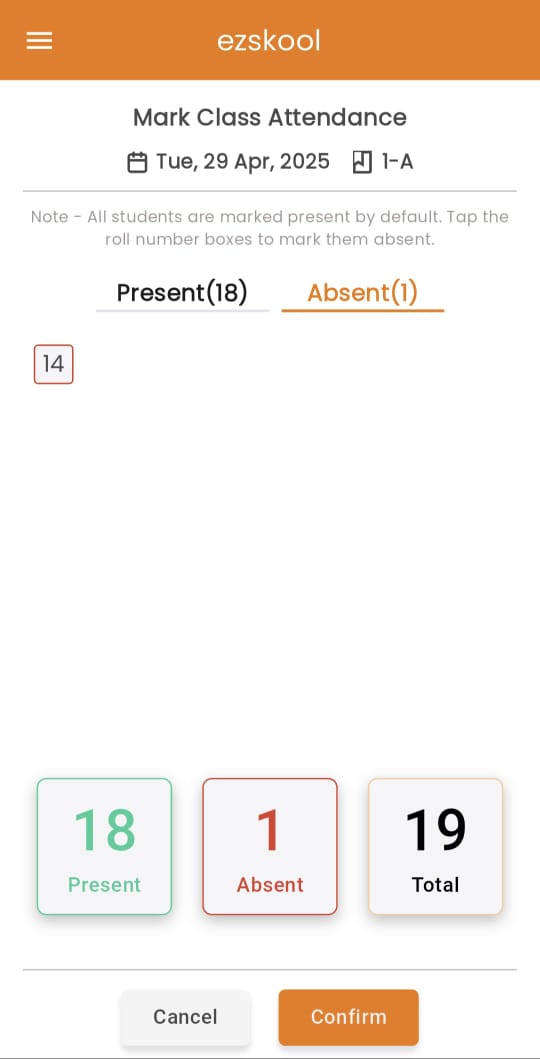 ezskool
Mark Class Attendance
Tue, 29 Apr, 2025 1-A
Note - All students are marked present by default. Tap the
roll number boxes to mark them absent.
Present(18) Absent(1)
14
18 1 19
Present Absent Total
Cancel Confirm